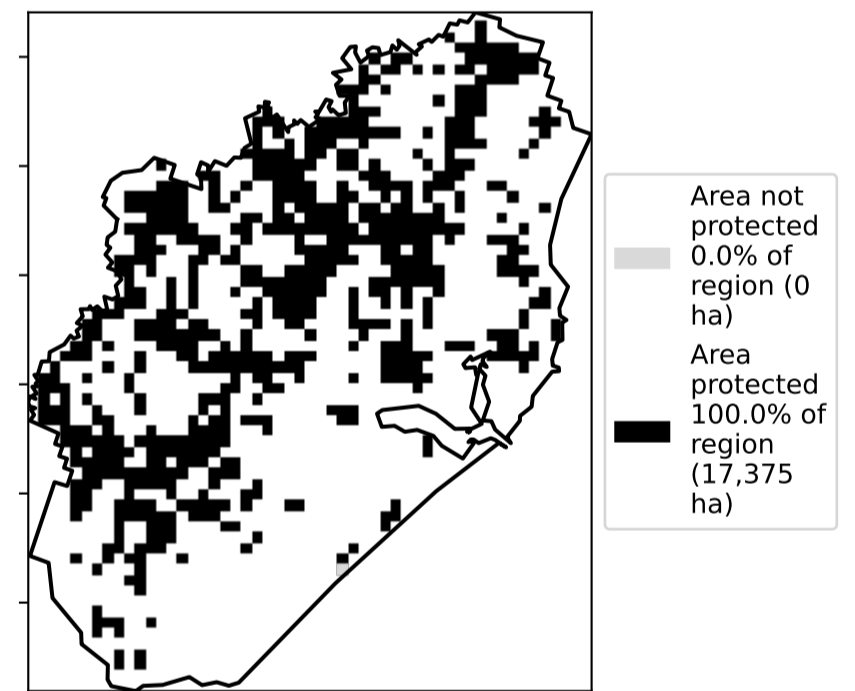 Area not
protected
0.0% of
region (0
ha)
Area
protected
100.0% of
region
(17,375
ha)